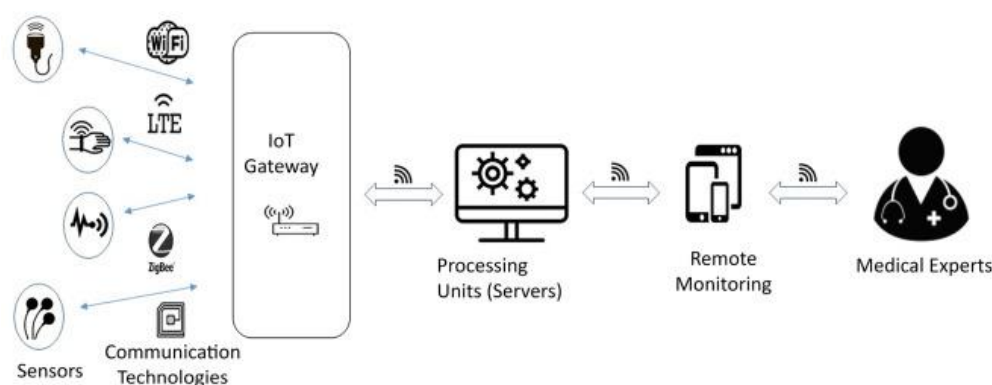 WiFi
LTE
ZigBee
Sensors
Communication
Technologies
IoT
Gateway
Processing
Units (Servers)
Remote
Monitoring
Medical Experts